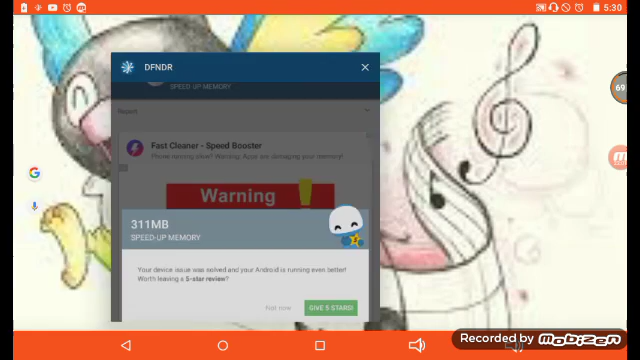 5:30
DFNDR
SPEED-UP MEMORY
69
Report
Fast Cleaner - Speed Booster
Phone running slow? Warning: Apps are damaging your memory!
Warning !
311MB
SPEED-UP MEMORY
Your device issue was solved and your Android is running even better!
Worth leaving a 5-star review?
Not now
GIVE 5 STARS!
Recorded by MOBIZEN